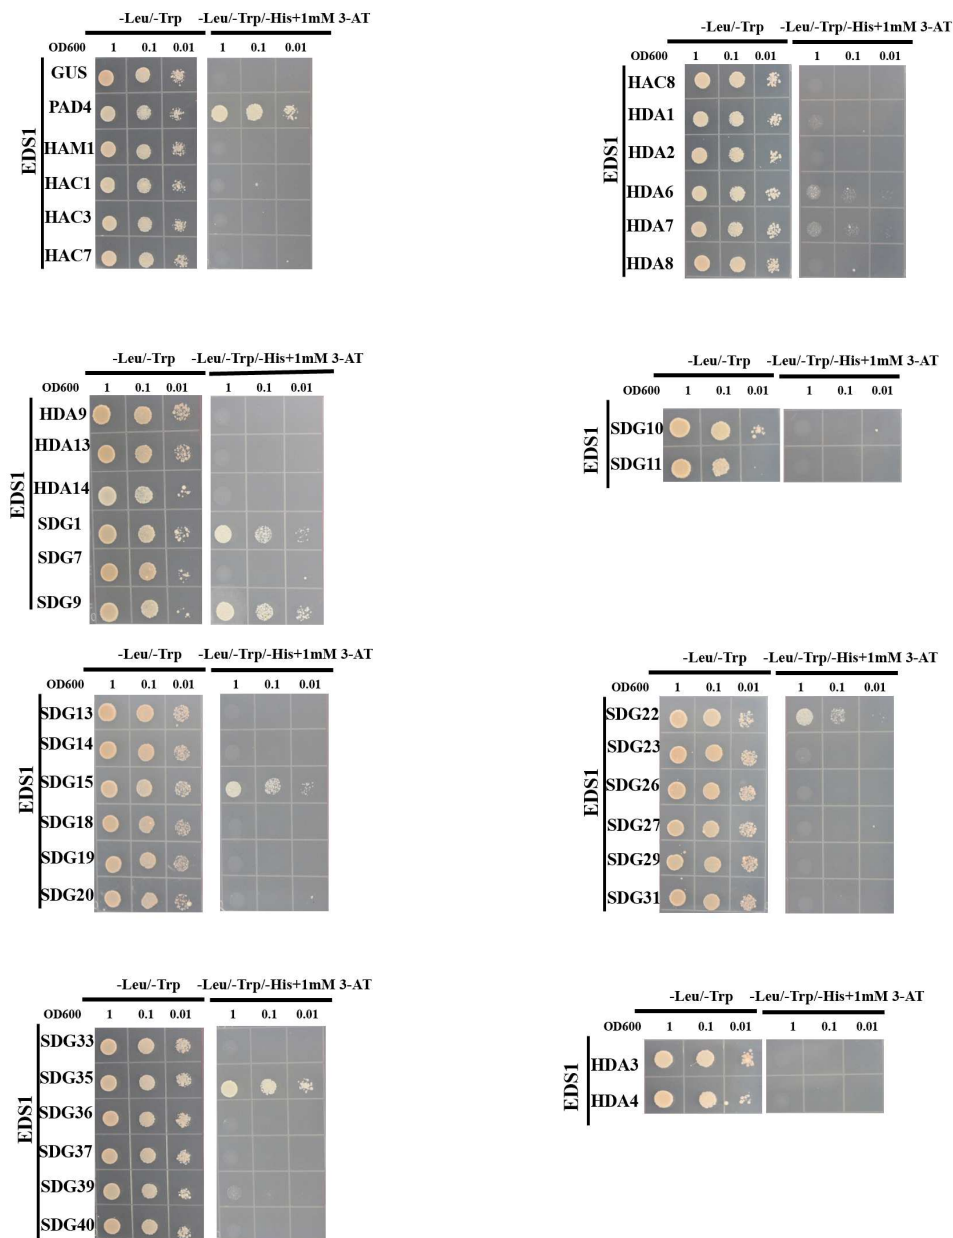 -Leu/-Trp -Leu/-Trp/-His+1mM 3-AT
OD600 1 0.1 0.01 1 0.1 0.01
EDS1
GUS
PAD4
HAM1
HAC1
HAC3
HAC7
-Leu/-Trp -Leu/-Trp/-His+1mM 3-AT
OD600 1 0.1 0.01 1 0.1 0.01
EDS1
HAC8
HDA1
HDA2
HDA6
HDA7
HDA8
-Leu/-Trp -Leu/-Trp/-His+1mM 3-AT
OD600 1 0.1 0.01 1 0.1 0.01
EDS1
HDA9
HDA13
HDA14
SDG1
SDG7
SDG9
-Leu/-Trp -Leu/-Trp/-His+1mM 3-AT
OD600 1 0.1 0.01 1 0.1 0.01
EDS1
SDG10
SDG11
-Leu/-Trp -Leu/-Trp/-His+1mM 3-AT
OD600 1 0.1 0.01 1 0.1 0.01
EDS1
SDG13
SDG14
SDG15
SDG18
SDG19
SDG20
-Leu/-Trp -Leu/-Trp/-His+1mM 3-AT
OD600 1 0.1 0.01 1 0.1 0.01
EDS1
SDG22
SDG23
SDG26
SDG27
SDG29
SDG31
-Leu/-Trp -Leu/-Trp/-His+1mM 3-AT
OD600 1 0.1 0.01 1 0.1 0.01
EDS1
SDG33
SDG35
SDG36
SDG37
SDG39
SDG40
-Leu/-Trp -Leu/-Trp/-His+1mM 3-AT
OD600 1 0.1 0.01 1 0.1 0.01
EDS1
HDA3
HDA4